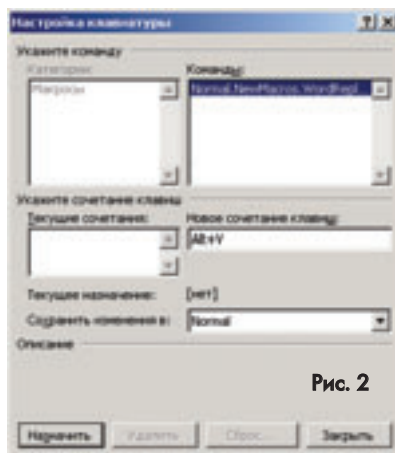 Настройка клавиатуры
Укажите команду
Категории: Команды:
Макросы Normal.NewMacros.WordRepl
Укажите сочетание клавиш
Текущие сочетания: Новое сочетание клавиш:
Alt+V
Текущее назначение: [нет]
Сохранить изменения в: Normal
Описание
Рис. 2
Назначить Удалить Сброс... Закрыть